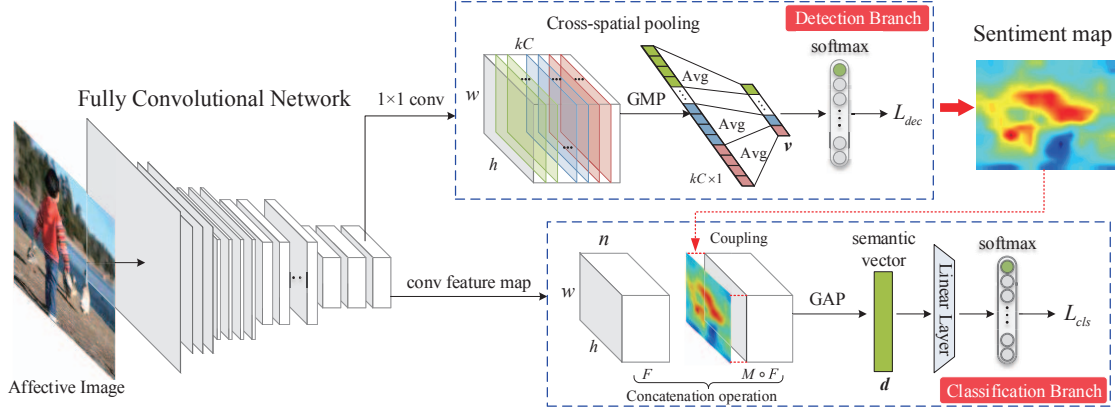 Cross-spatial pooling
Detection Branch
Sentiment map
Fully Convolutional Network
1×1 conv
kC
w
h
...
...
...
GMP
Avg
Avg
Avg
kC×1
v
softmax
L_dec
Affective Image
conv feature map
n
w
h
F
Coupling
M ∘ F
Concatenation operation
GAP
semantic
vector
d
Linear Layer
softmax
L_cls
Classification Branch